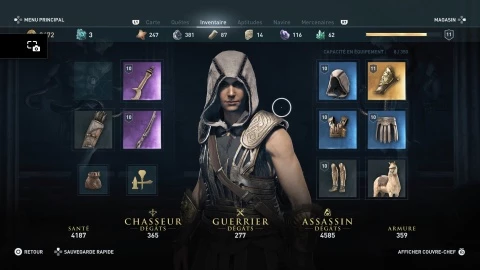 MENU PRINCIPAL
Carte Quêtes Inventaire Aptitudes Navire Mercenaires
MAGASIN
3 247 381 87 14 116 62 11
CAPACITÉ EN ÉQUIPEMENT
10 10 11
10 10 10
10
SANTÉ
4187
CHASSEUR
DÉGÂTS
365
GUERRIER
DÉGÂTS
277
ASSASSIN
DÉGÂTS
4585
ARMURE
359
RETOUR SAUVEGARDE RAPIDE
AFFICHER COUVRE-CHEF